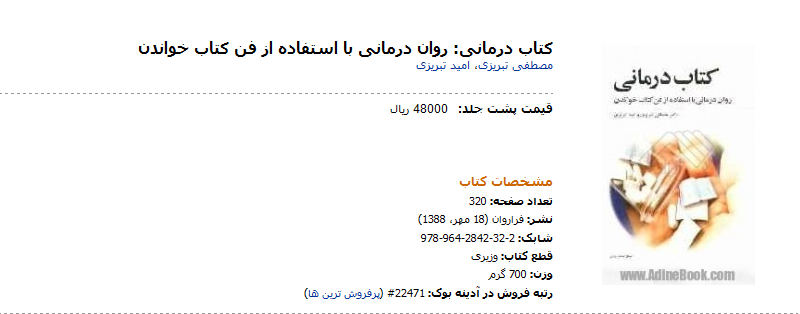 کتاب درمانی: روان درمانی با استفاده از فن کتاب خواندن
مصطفی تبریزی، امید تبریزی
قیمت پشت جلد: 48000 ریال
مشخصات کتاب
تعداد صفحه: 320
نشر: فراروان (18 مهر، 1388)
شابک: 978-964-2842-32-2
قطع کتاب: وزیری
وزن: 700 گرم
رتبه فروش در آدینه بوک: #22471 (پرفروش ترین ها)
کتاب درمانی
روان درمانی با استفاده از فن کتاب خواندن
www.AdineBook.com